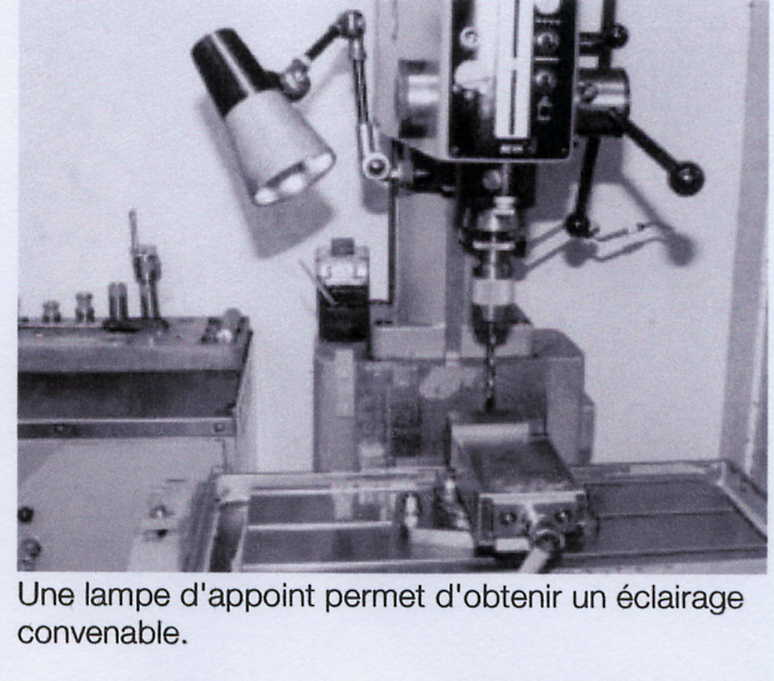 Une lampe d'appoint permet d'obtenir un éclairage
convenable.